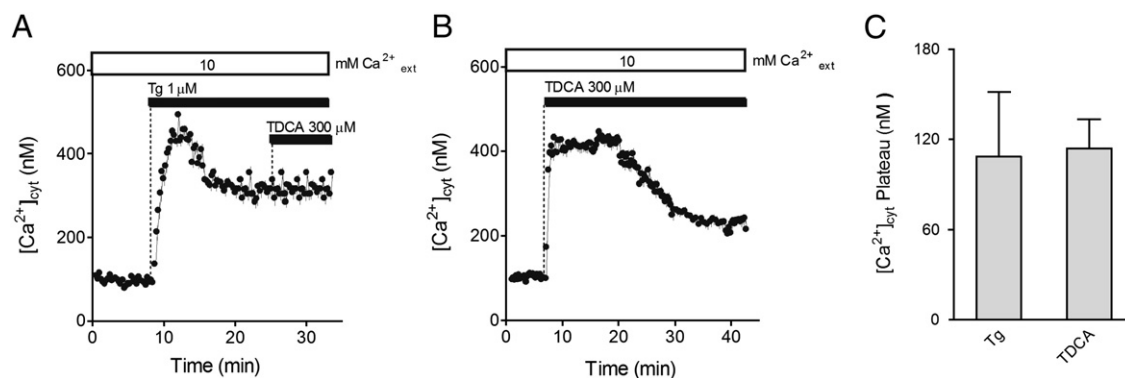 A
10
mM Ca2+ ext
Tg 1 μM
TDCA 300 μM
600
400
200
0
[Ca2+]cyt (nM)
0
10
20
30
Time (min)
B
10
mM Ca2+ ext
TDCA 300 μM
600
400
200
0
[Ca2+]cyt (nM)
0
10
20
30
40
Time (min)
C
180
120
60
0
[Ca2+]cyt Plateau (nM)
Tg
TDCA